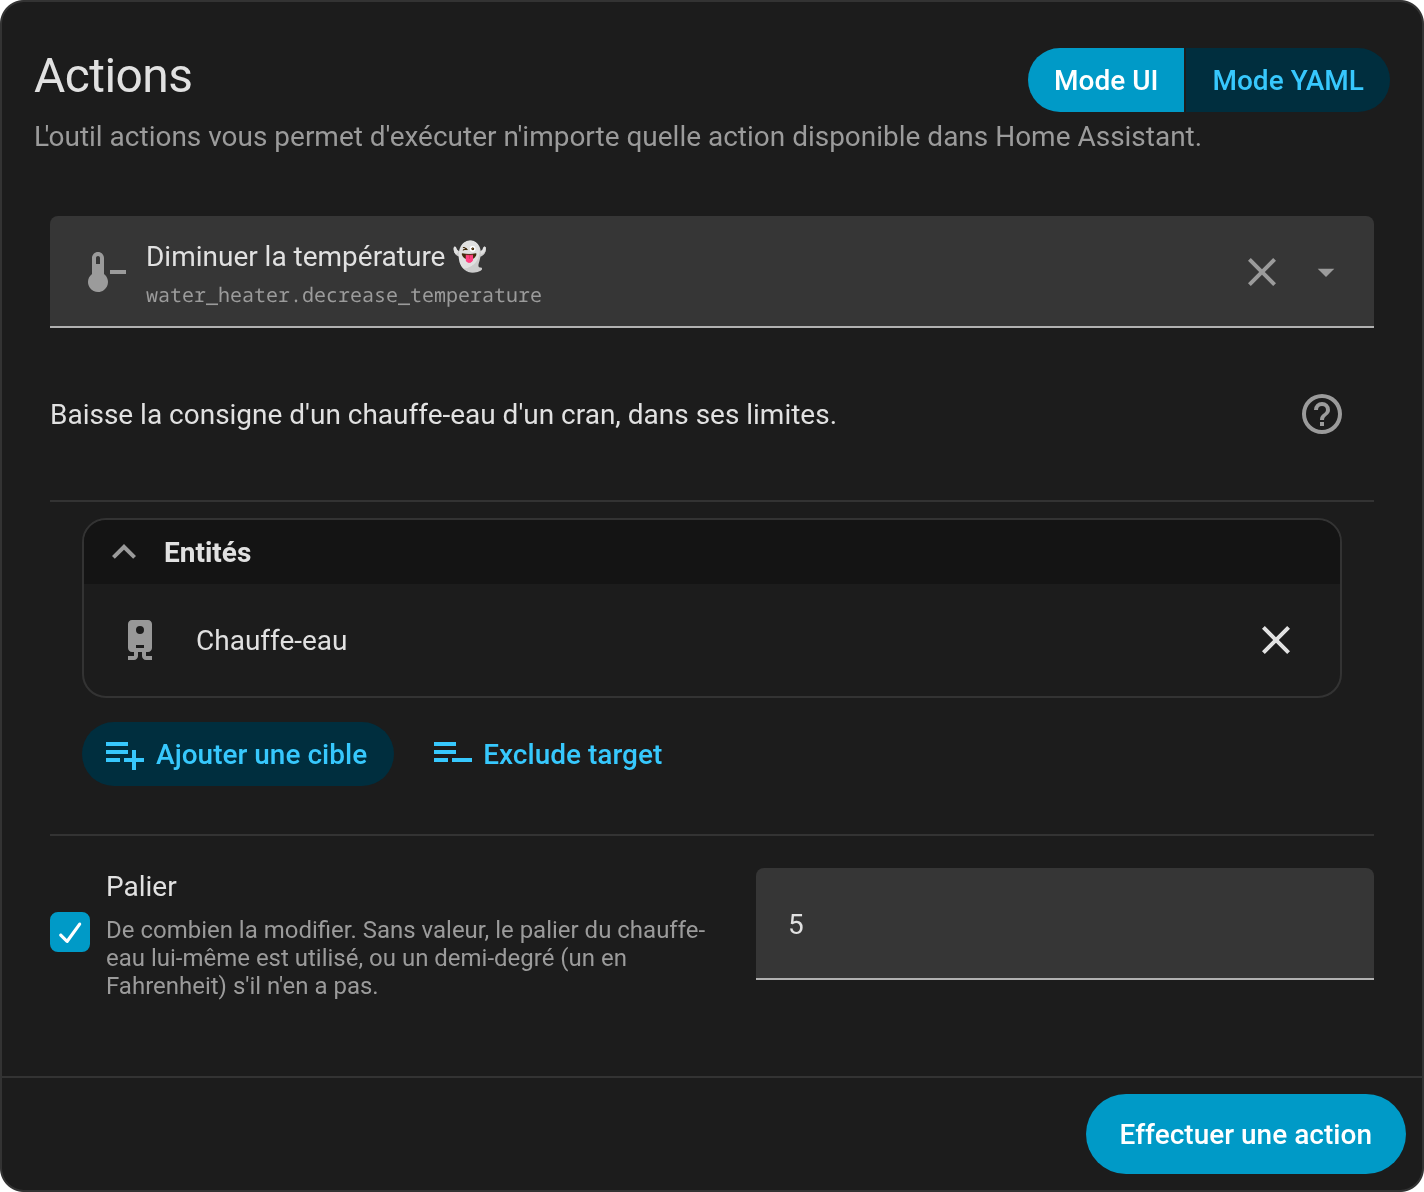 Actions
Mode UI
Mode YAML
L'outil actions vous permet d'exécuter n'importe quelle action disponible dans Home Assistant.
Diminuer la température 👻
water_heater.decrease_temperature
Baisse la consigne d'un chauffe-eau d'un cran, dans ses limites.
Entités
Chauffe-eau
Ajouter une cible
Exclude target
Palier
De combien la modifier. Sans valeur, le palier du chauffe-
eau lui-même est utilisé, ou un demi-degré (un en
Fahrenheit) s'il n'en a pas.
5
Effectuer une action